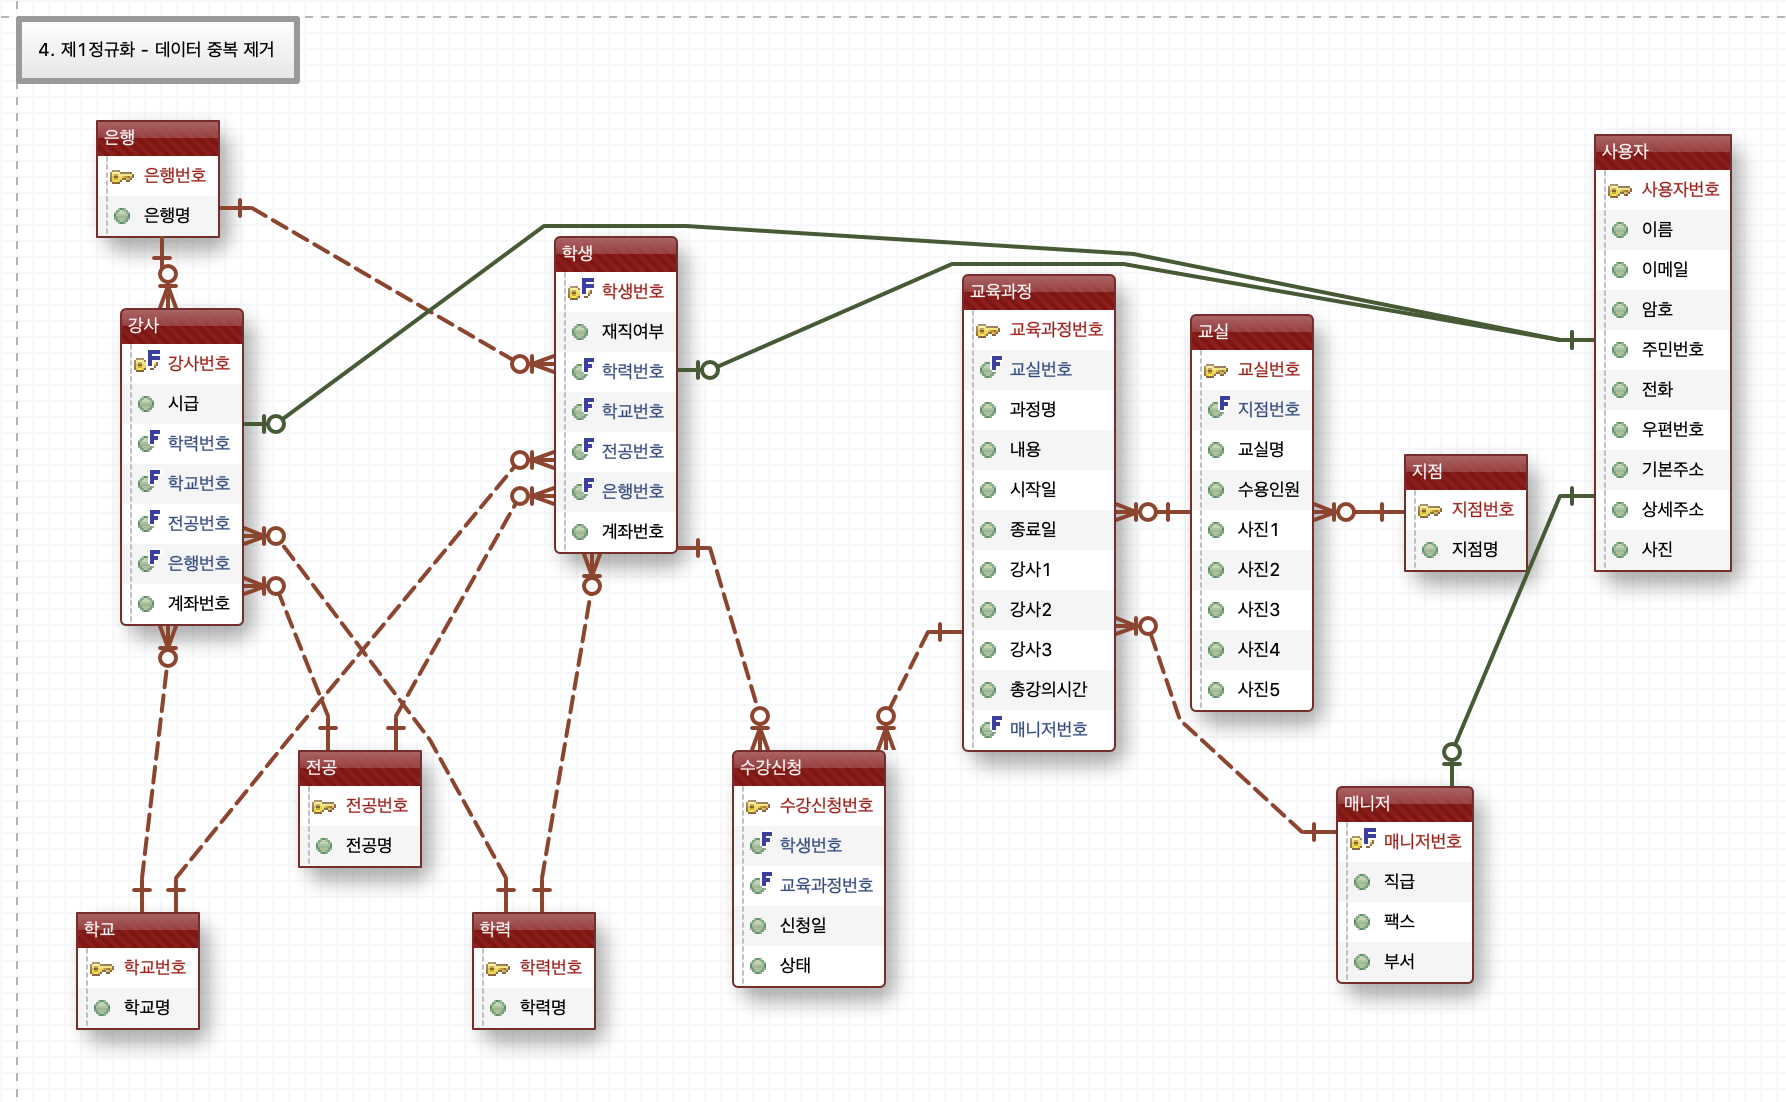 4. 제1정규화 - 데이터 중복 제거
은행
은행번호
은행명
강사
강사번호
시급
학력번호
학교번호
전공번호
은행번호
계좌번호
학생
학생번호
재직여부
학력번호
학교번호
전공번호
은행번호
계좌번호
교육과정
교육과정번호
교실번호
과정명
내용
시작일
종료일
강사1
강사2
강사3
총강의시간
매니저번호
교실
교실번호
지점번호
교실명
수용인원
사진1
사진2
사진3
사진4
사진5
지점
지점번호
지점명
사용자
사용자번호
이름
이메일
암호
주민번호
전화
우편번호
기본주소
상세주소
사진
전공
전공번호
전공명
수강신청
수강신청번호
학생번호
교육과정번호
신청일
상태
매니저
매니저번호
직급
팩스
부서
학교
학교번호
학교명
학력
학력번호
학력명